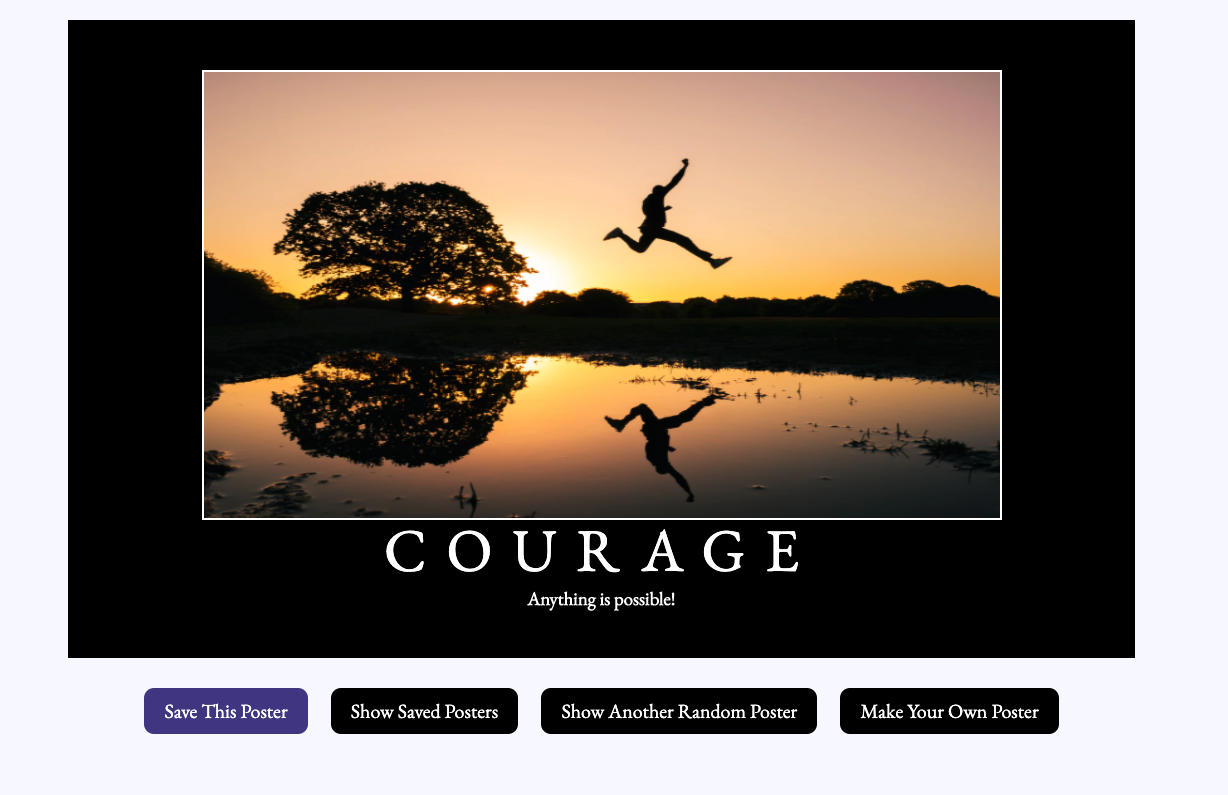 COURAGE
Anything is possible!
Save This Poster
Show Saved Posters
Show Another Random Poster
Make Your Own Poster